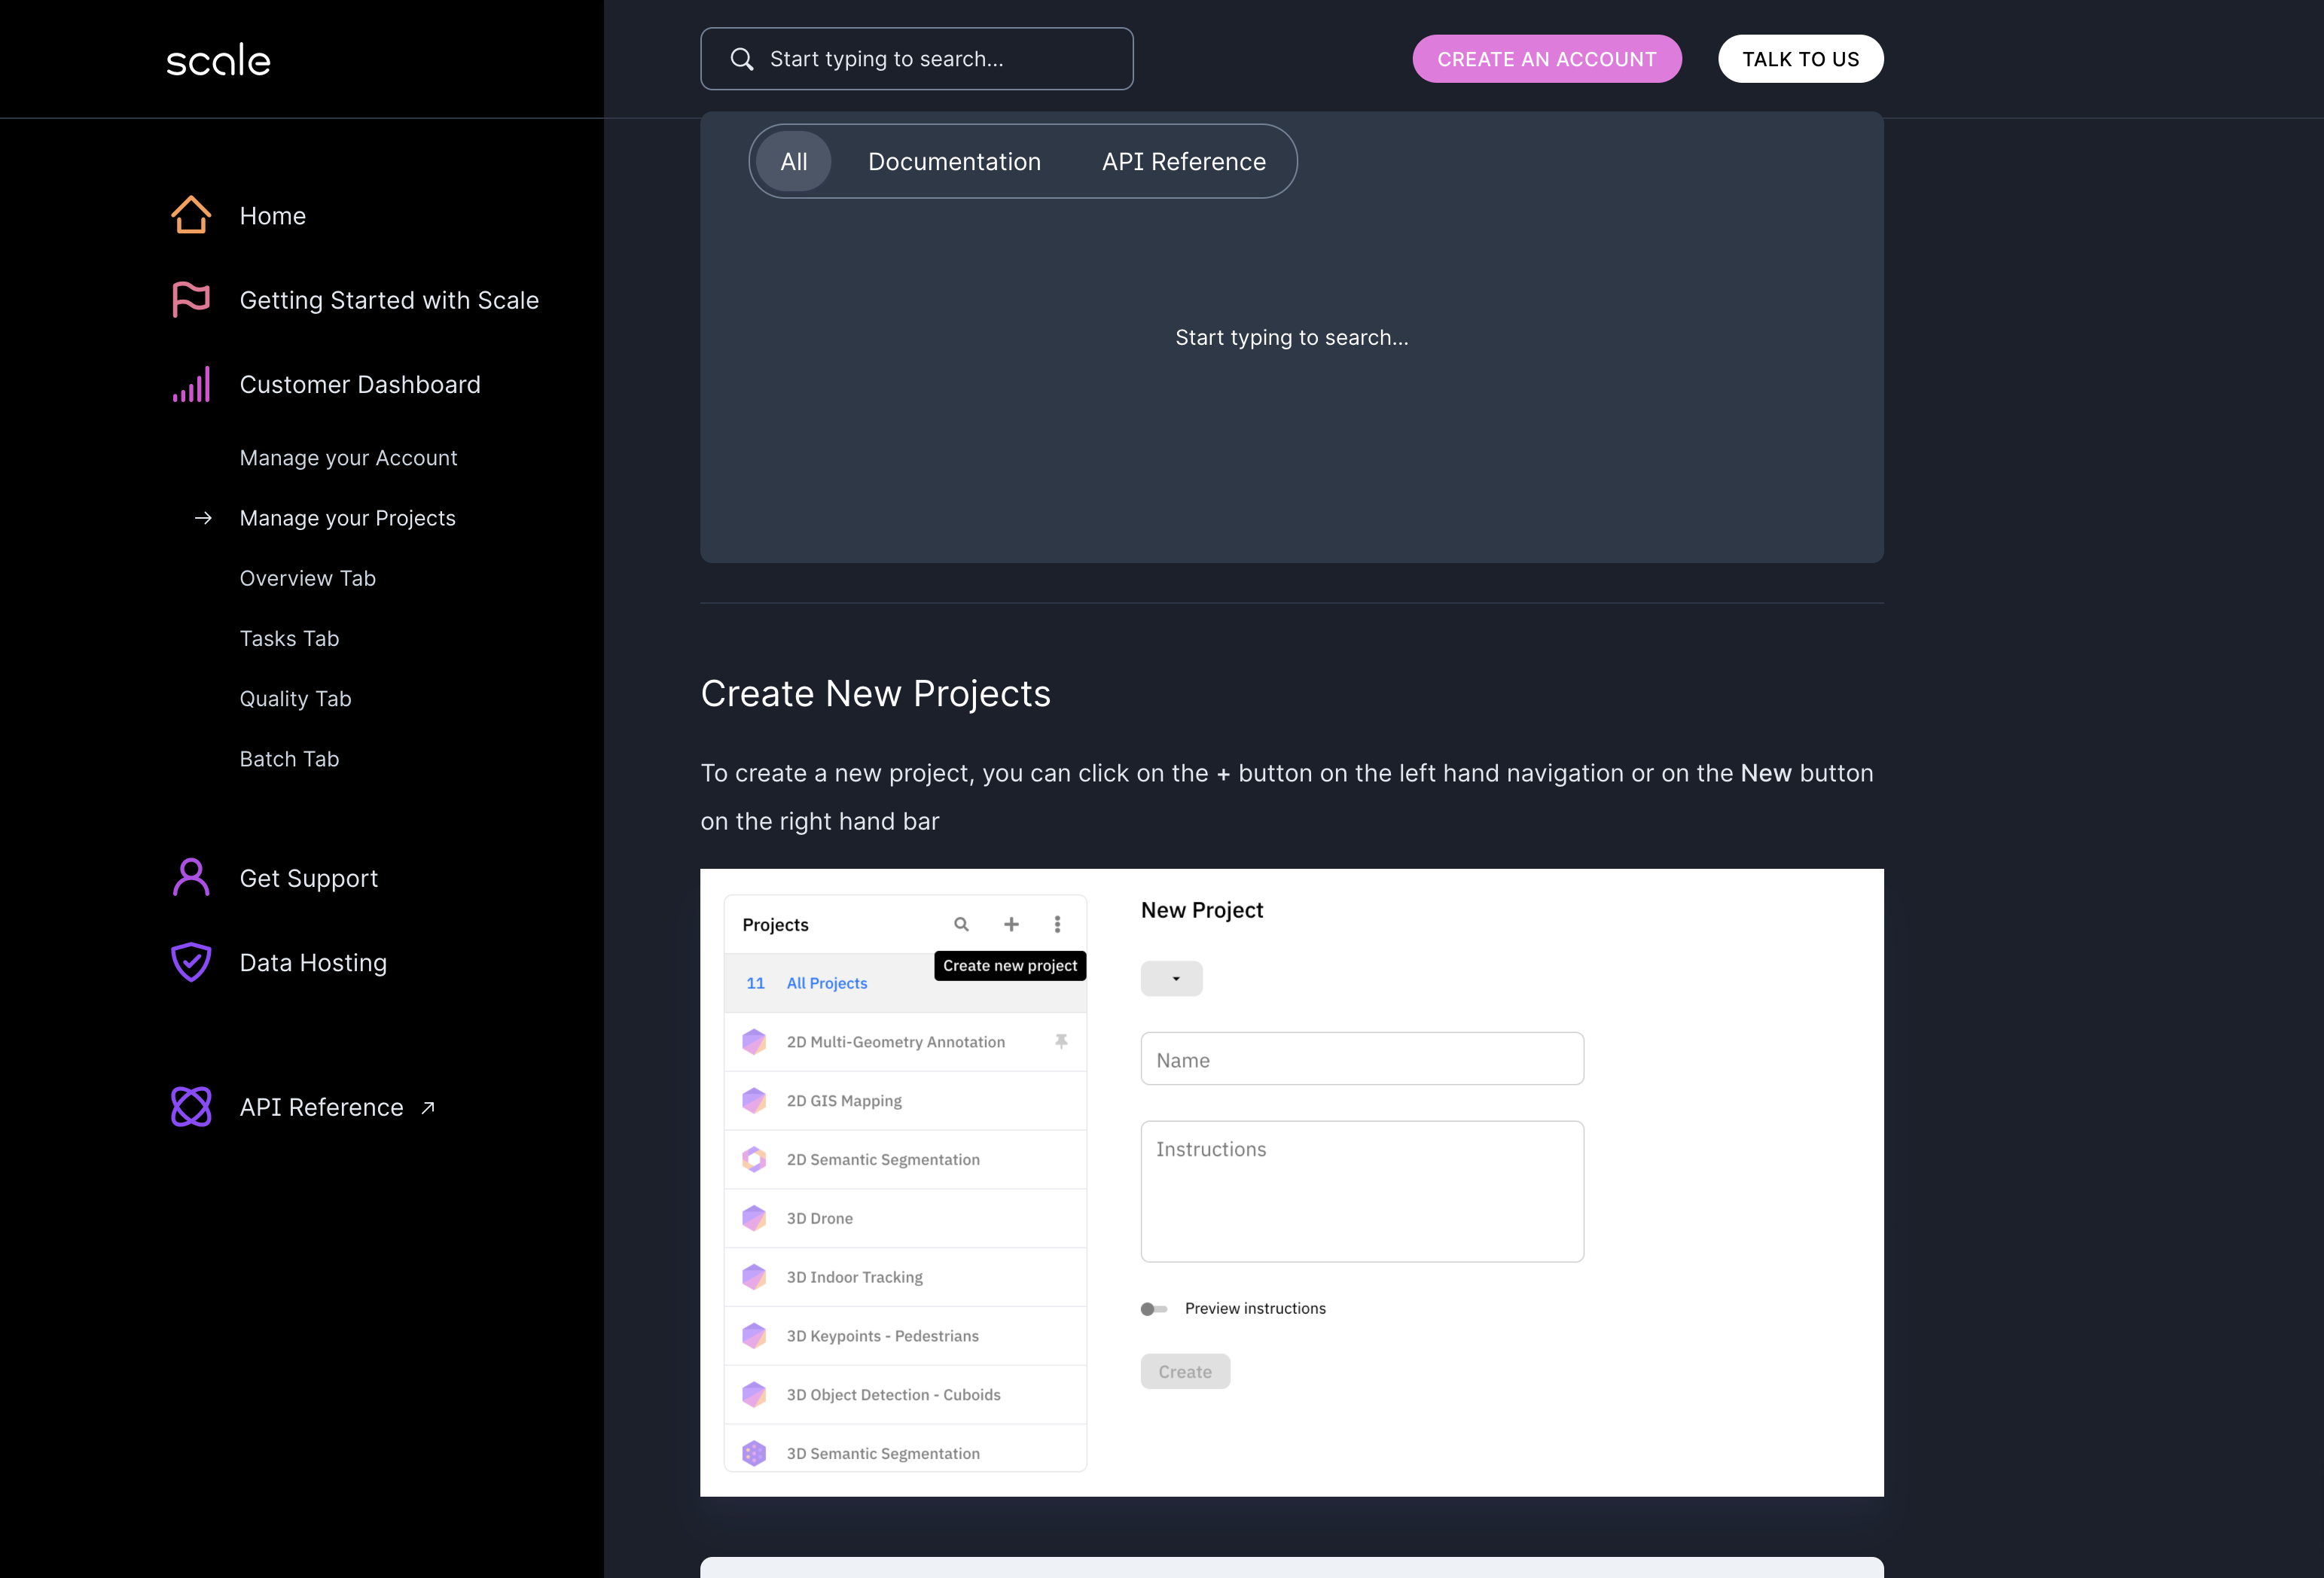 scale
Start typing to search...
CREATE AN ACCOUNT
TALK TO US
Home
Getting Started with Scale
Customer Dashboard
Manage your Account
→ Manage your Projects
Overview Tab
Tasks Tab
Quality Tab
Batch Tab
Get Support
Data Hosting
API Reference ↗
All
Documentation
API Reference
Start typing to search...
Create New Projects
To create a new project, you can click on the + button on the left hand navigation or on the New button
on the right hand bar
Projects
Create new project
11 All Projects
2D Multi-Geometry Annotation
2D GIS Mapping
2D Semantic Segmentation
3D Drone
3D Indoor Tracking
3D Keypoints - Pedestrians
3D Object Detection - Cuboids
3D Semantic Segmentation
New Project
Name
Instructions
Preview instructions
Create